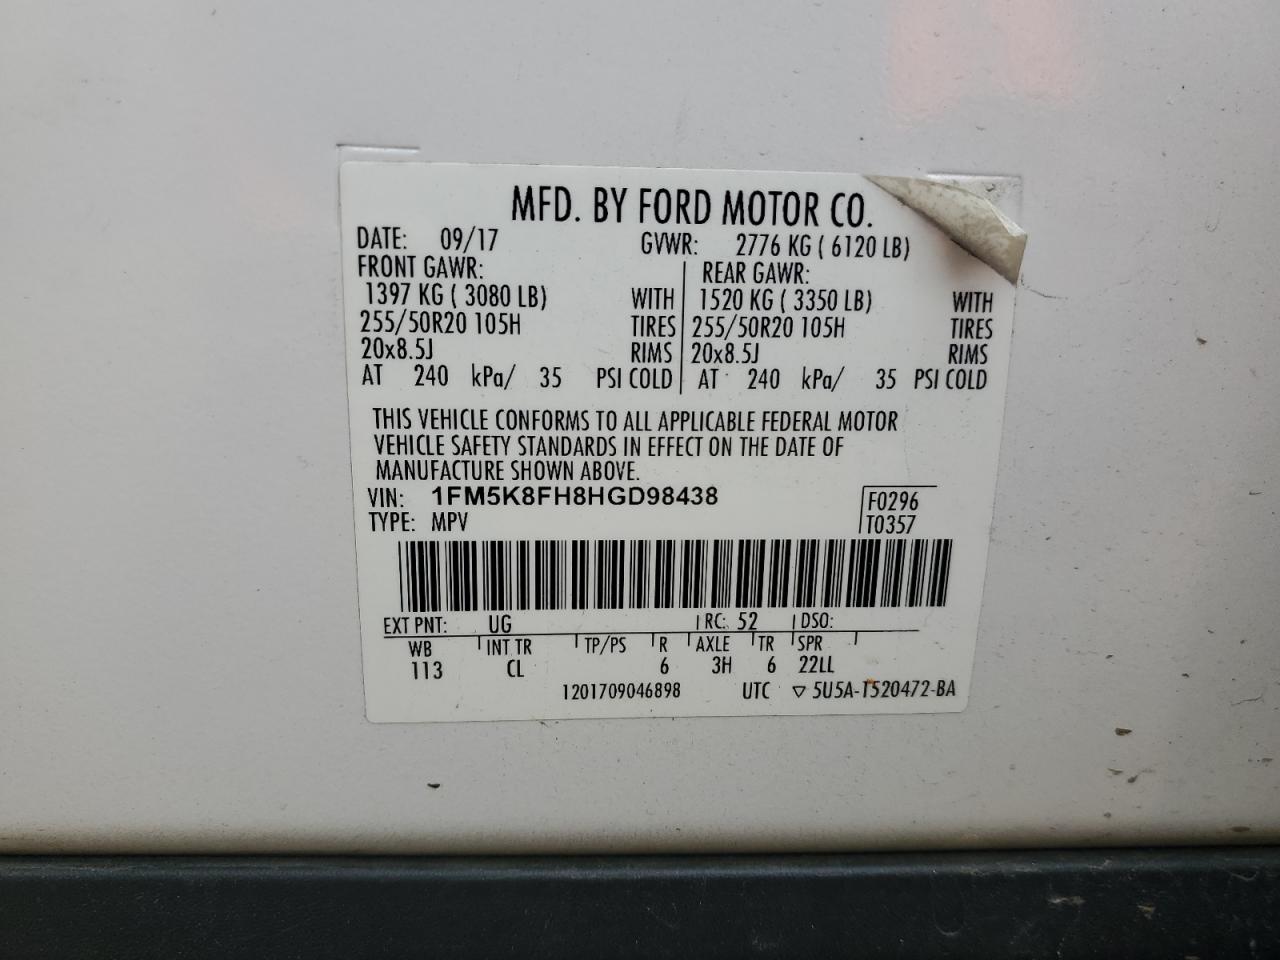 MFD. BY FORD MOTOR CO.
DATE: 09/17 GVWR: 2776 KG ( 6120 LB)
FRONT GAWR: REAR GAWR:
1397 KG ( 3080 LB) WITH 1520 KG ( 3350 LB) WITH
255/50R20 105H TIRES 255/50R20 105H TIRES
20x8.5J RIMS 20x8.5J RIMS
AT 240 kPa/ 35 PSI COLD AT 240 kPa/ 35 PSI COLD
THIS VEHICLE CONFORMS TO ALL APPLICABLE FEDERAL MOTOR
VEHICLE SAFETY STANDARDS IN EFFECT ON THE DATE OF
MANUFACTURE SHOWN ABOVE.
VIN: 1FM5K8FH8HGD98438 F0296
TYPE: MPV T0357
EXT PNT: UG RC: 52 DSO:
WB INT TR TP/PS R AXLE TR SPR
113 CL 6 3H 6 22LL
1201709046898 UTC ▽ 5U5A-1520472-BA